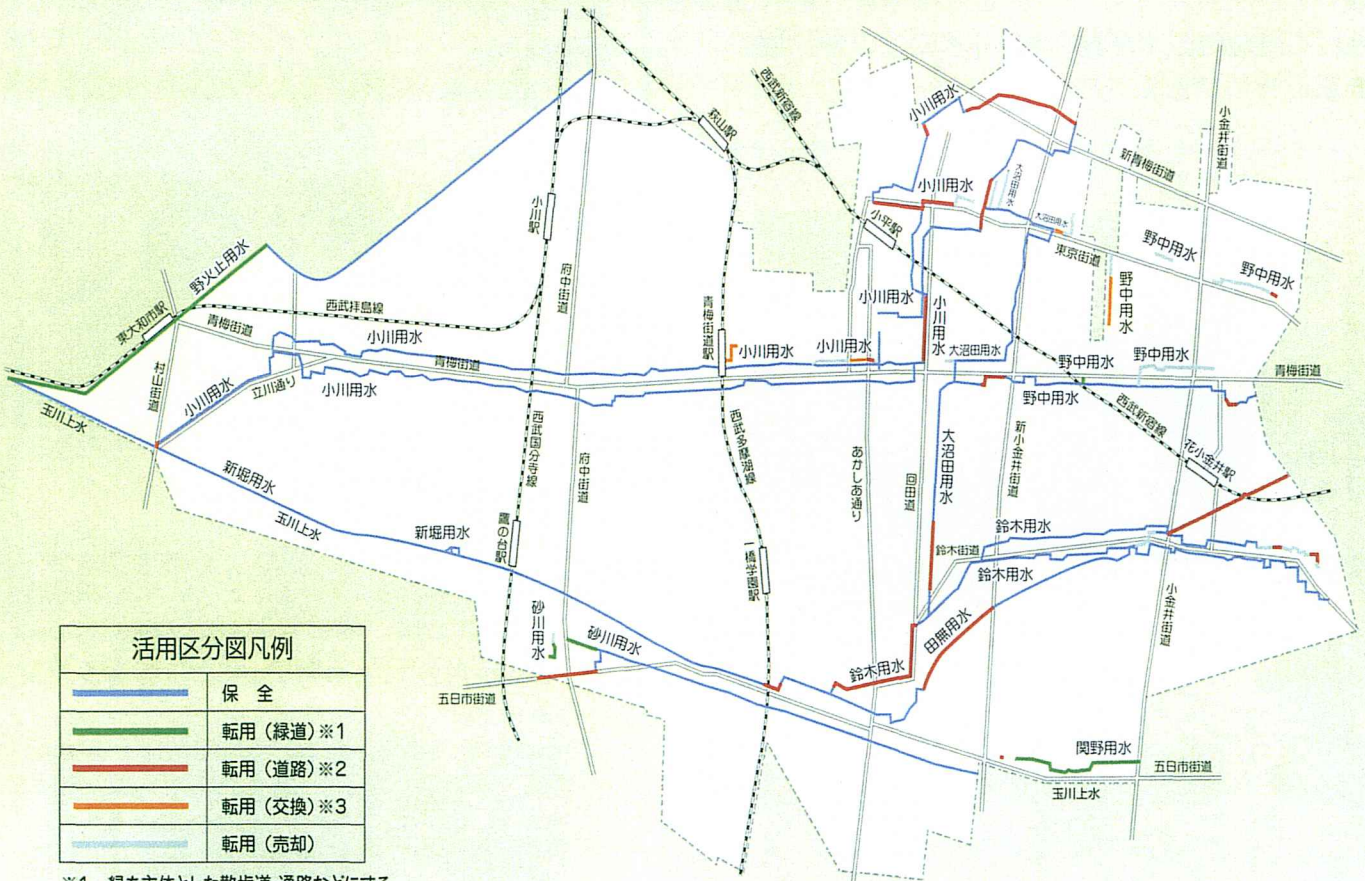 小川用水
西武新宿線
萩山駅
新青梅街道
小金井街道
小川用水
大沼田用水
小平駅
大沼田用水
東京街道
野中用水
野中用水
野中用水
小川駅
府中街道
野火止用水
東大和市駅
西武拝島線
青梅街道
小川用水
青梅街道
青梅街道駅
小川用水
小川用水
小川用水
小川用水
大沼田用水
野中用水
野中用水
青梅街道
村山街道
小川用水
立川通り
小川用水
野中用水
西武新宿線
花小金井駅
玉川上水
新堀用水
玉川上水
新堀用水
西武国分寺線
府中街道
鷹の台駅
西武多摩湖線
一橋学園駅
あかしあ通り
回田道
大沼田用水
新小金井街道
鈴木用水
鈴木街道
鈴木用水
田無用水
小金井街道
砂川用水
砂川用水
鈴木用水
五日市街道
関野用水
五日市街道
玉川上水
活用区分図凡例
保 全
転用（緑道）※1
転用（道路）※2
転用（交換）※3
転用（売却）